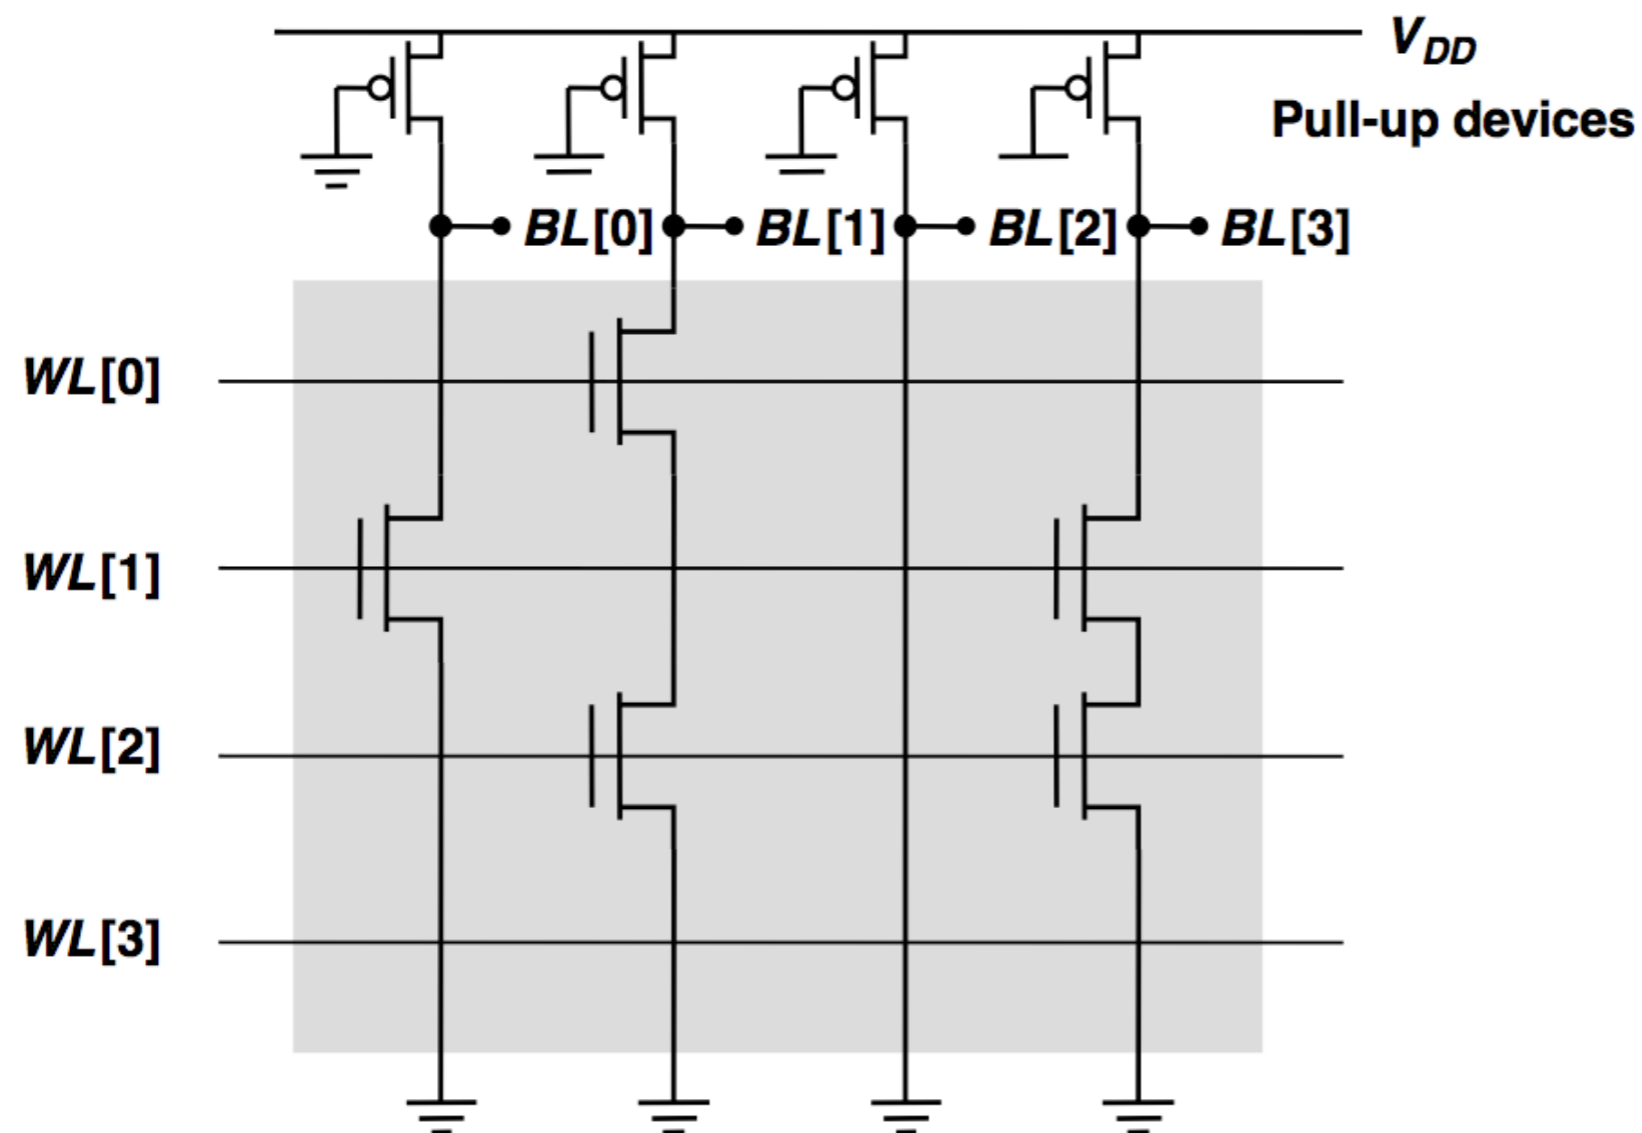 VDD
Pull-up devices
BL[0] BL[1] BL[2] BL[3]
WL[0]
WL[1]
WL[2]
WL[3]